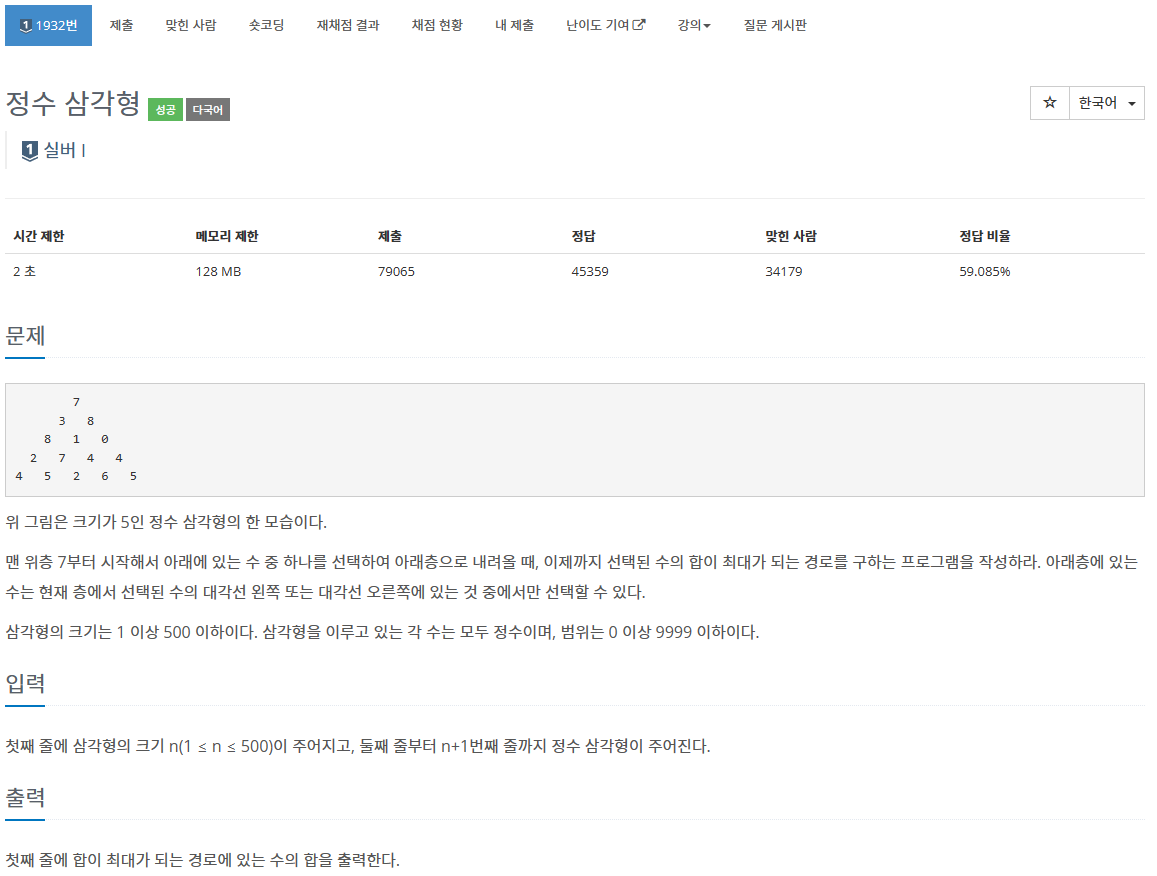 1 1932번 제출 맞힌 사람 숏코딩 재채점 결과 채점 현황 내 제출 난이도 기여 강의 질문 게시판
정수 삼각형 성공 다국어 ☆ 한국어
1 실버 I
시간 제한 메모리 제한 제출 정답 맞힌 사람 정답 비율
2 초 128 MB 79065 45359 34179 59.085%
문제
7
3 8
8 1 0
2 7 4 4
4 5 2 6 5
위 그림은 크기가 5인 정수 삼각형의 한 모습이다.
맨 위층 7부터 시작해서 아래에 있는 수 중 하나를 선택하여 아래층으로 내려올 때, 이제까지 선택된 수의 합이 최대가 되는 경로를 구하는 프로그램을 작성하라. 아래층에 있는
수는 현재 층에서 선택된 수의 대각선 왼쪽 또는 대각선 오른쪽에 있는 것 중에서만 선택할 수 있다.
삼각형의 크기는 1 이상 500 이하이다. 삼각형을 이루고 있는 각 수는 모두 정수이며, 범위는 0 이상 9999 이하이다.
입력
첫째 줄에 삼각형의 크기 n(1 ≤ n ≤ 500)이 주어지고, 둘째 줄부터 n+1번째 줄까지 정수 삼각형이 주어진다.
출력
첫째 줄에 합이 최대가 되는 경로에 있는 수의 합을 출력한다.